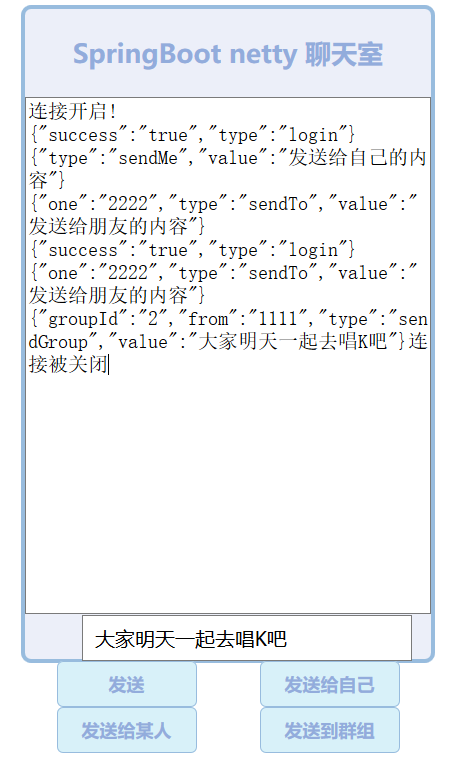 SpringBoot netty 聊天室
连接开启！
{"success":"true","type":"login"}
{"type":"sendMe","value":"发送给自己的内
容"}
{"one":"2222","type":"sendTo","value":"
发送给朋友的内容"}
{"success":"true","type":"login"}
{"one":"2222","type":"sendTo","value":"
发送给朋友的内容"}
{"groupId":"2","from":"1111","type":"sen
dGroup","value":"大家明天一起去唱K吧"}连
接被关闭
大家明天一起去唱K吧
发送 发送给自己
发送给某人 发送到群组